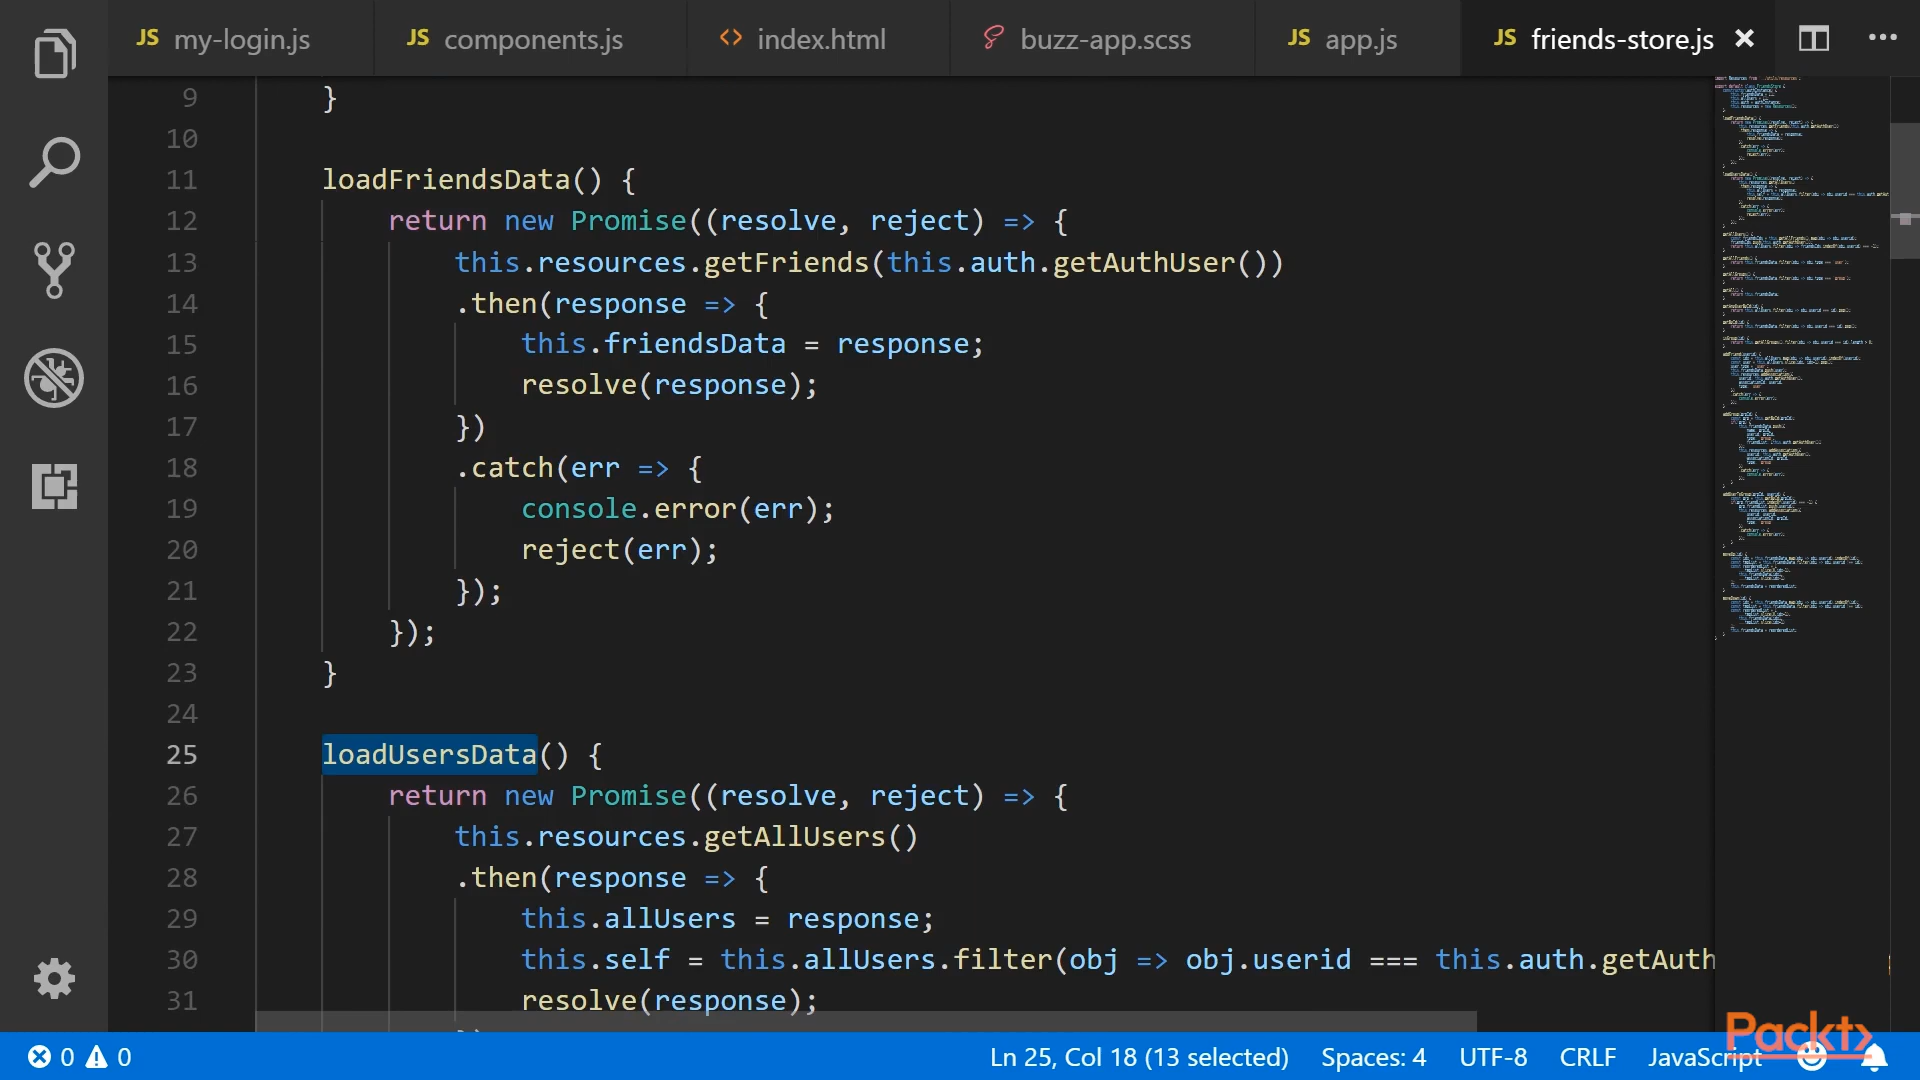 JS my-login.js
JS components.js
<> index.html
buzz-app.scss
JS app.js
JS friends-store.js
9 }
10
11 loadFriendsData() {
12 return new Promise((resolve, reject) => {
13 this.resources.getFriends(this.auth.getAuthUser())
14 .then(response => {
15 this.friendsData = response;
16 resolve(response);
17 })
18 .catch(err => {
19 console.error(err);
20 reject(err);
21 });
22 });
23 }
24
25 loadUsersData() {
26 return new Promise((resolve, reject) => {
27 this.resources.getAllUsers()
28 .then(response => {
29 this.allUsers = response;
30 this.self = this.allUsers.filter(obj => obj.userid === this.auth.getAuth
31 resolve(response);
Packt>
0 0 Ln 25, Col 18 (13 selected) Spaces: 4 UTF-8 CRLF JavaScript